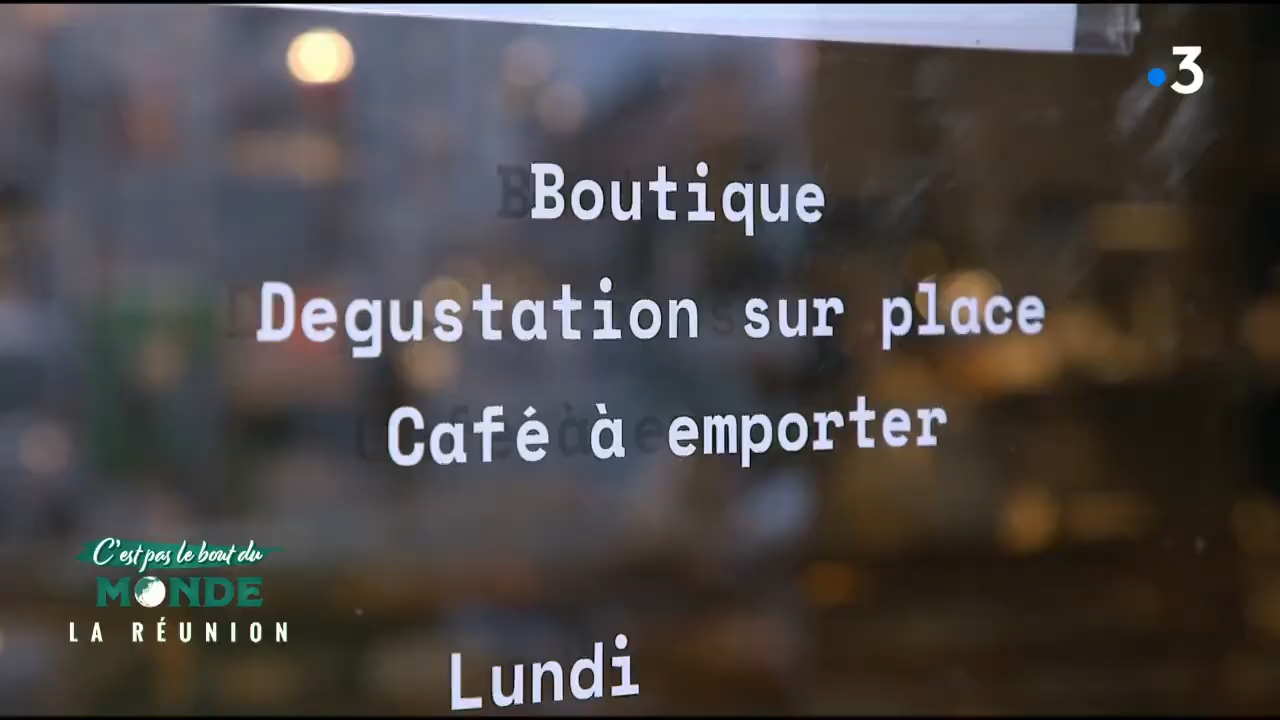 3
Boutique
Degustation sur place
Café à emporter
C'est pas le bout du
MONDE
LA RÉUNION
Lundi